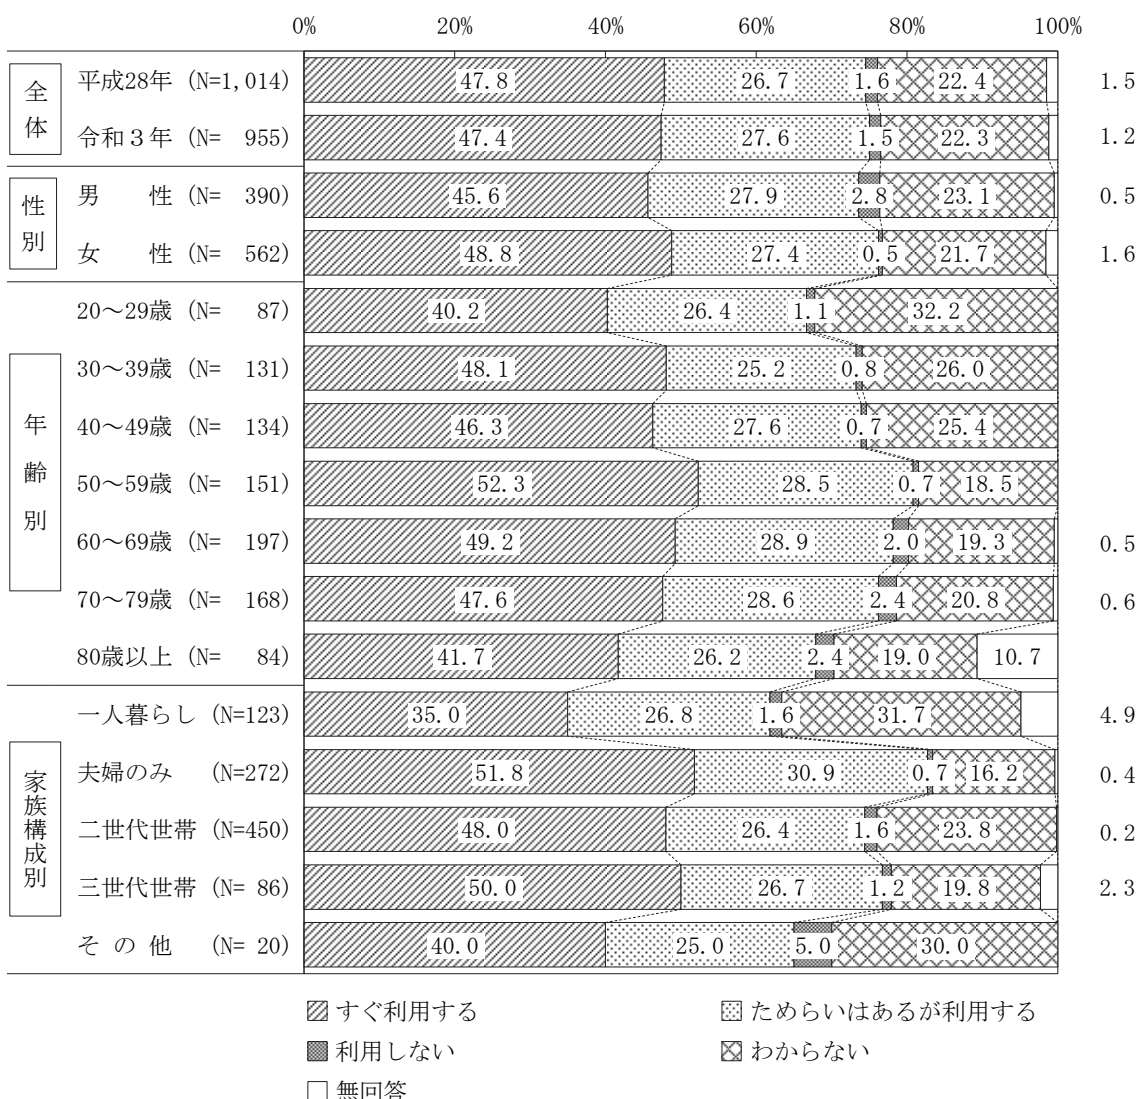 0% 20% 40% 60% 80% 100%
全体
平成28年 (N=1,014) 47.8 26.7 1.6 22.4 1.5
令和３年 (N= 955) 47.4 27.6 1.5 22.3 1.2
性別
男 性 (N= 390) 45.6 27.9 2.8 23.1 0.5
女 性 (N= 562) 48.8 27.4 0.5 21.7 1.6
年齢別
20～29歳 (N= 87) 40.2 26.4 1.1 32.2
30～39歳 (N= 131) 48.1 25.2 0.8 26.0
40～49歳 (N= 134) 46.3 27.6 0.7 25.4
50～59歳 (N= 151) 52.3 28.5 0.7 18.5
60～69歳 (N= 197) 49.2 28.9 2.0 19.3 0.5
70～79歳 (N= 168) 47.6 28.6 2.4 20.8 0.6
80歳以上 (N= 84) 41.7 26.2 2.4 19.0 10.7
家族構成別
一人暮らし (N=123) 35.0 26.8 1.6 31.7 4.9
夫婦のみ (N=272) 51.8 30.9 0.7 16.2 0.4
二世代世帯 (N=450) 48.0 26.4 1.6 23.8 0.2
三世代世帯 (N= 86) 50.0 26.7 1.2 19.8 2.3
そ の 他 (N= 20) 40.0 25.0 5.0 30.0
すぐ利用する ためらいはあるが利用する
利用しない わからない
無回答